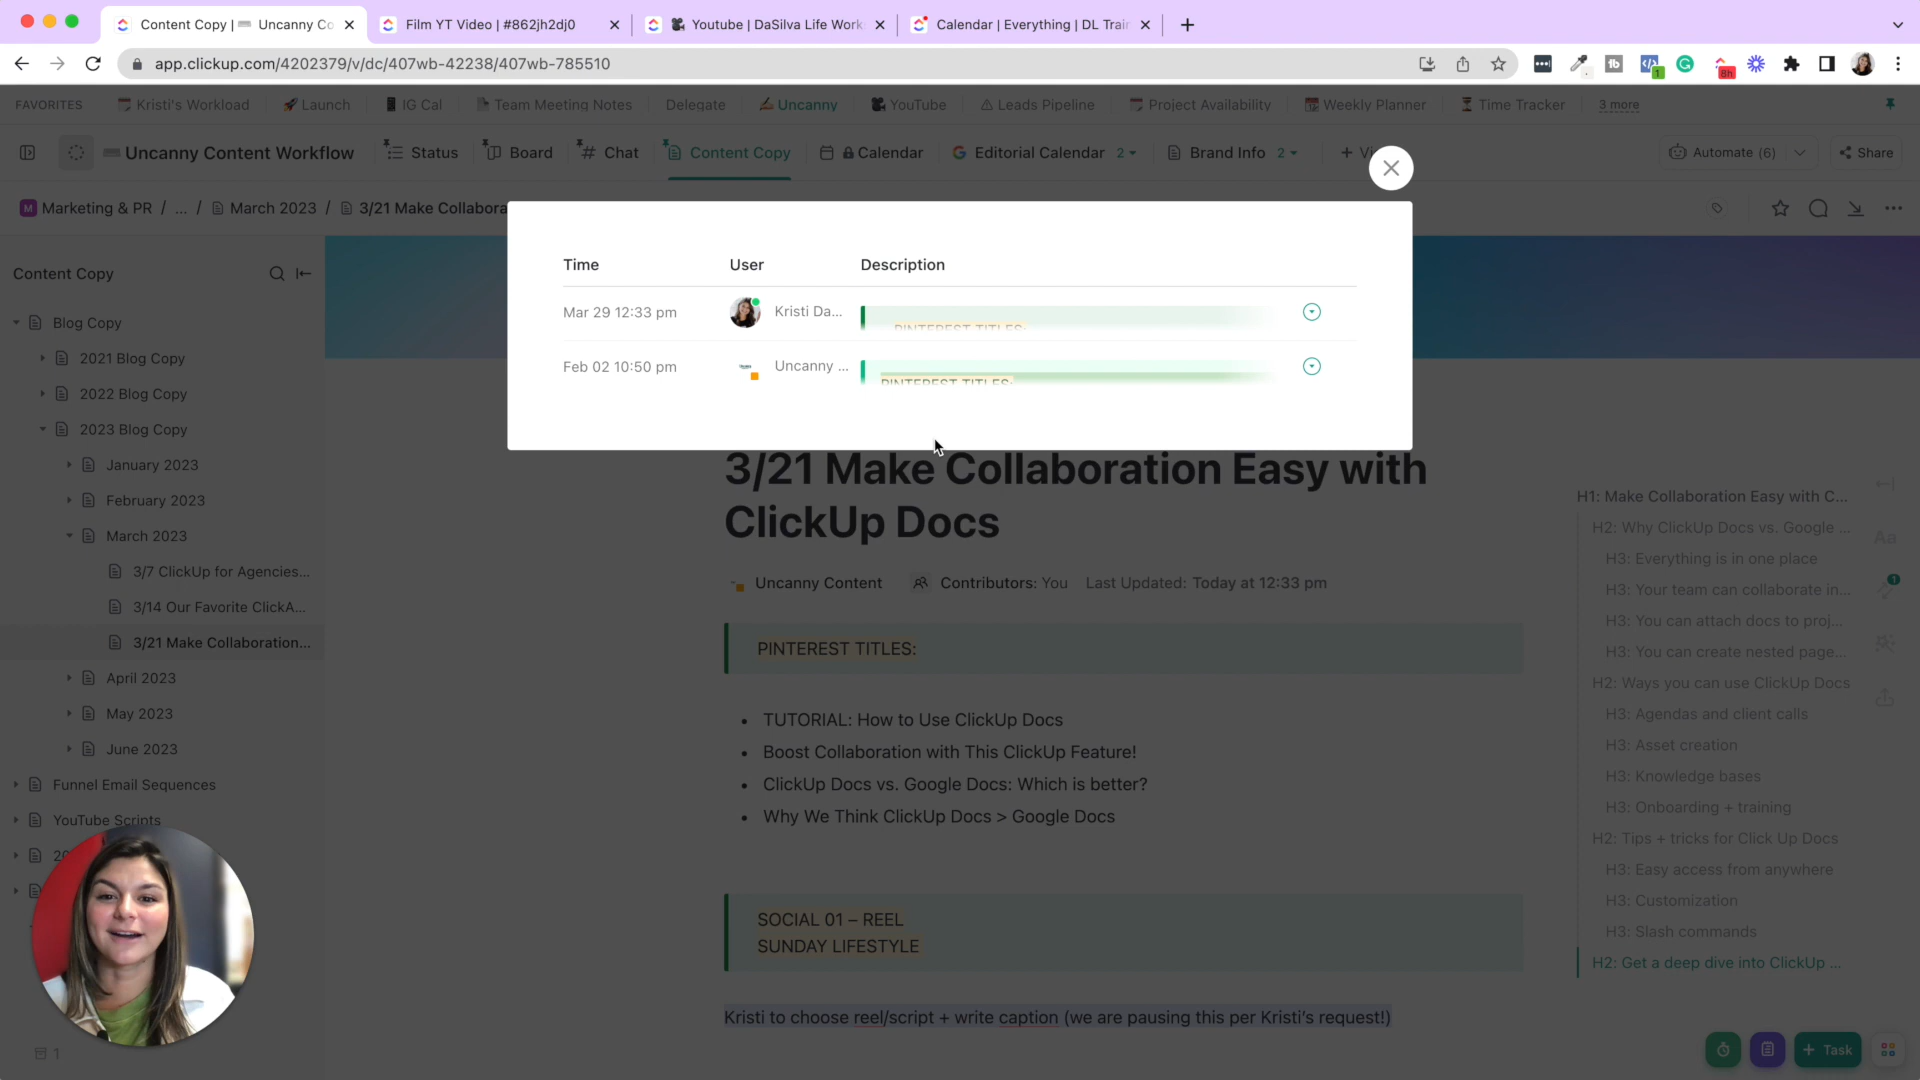 Content Copy | Uncanny Co
Film YT Video | #862jh2dj0
Youtube | DaSilva Life Work
Calendar | Everything | DL Trai
app.clickup.com/4202379/v/dc/407wb-42238/407wb-785510
1
8h
FAVORITES
Kristi's Workload
Launch
IG Cal
Team Meeting Notes
Delegate
Uncanny
YouTube
Leads Pipeline
Project Availability
Weekly Planner
Time Tracker
3 more
Uncanny Content Workflow
Status
Board
Chat
Content Copy
Calendar
Editorial Calendar 2
Brand Info 2
Automate (6)
Share
M Marketing & PR / ... / March 2023 / 3/21 Make Collabora
Content Copy
Blog Copy
2021 Blog Copy
2022 Blog Copy
2023 Blog Copy
January 2023
February 2023
March 2023
3/7 ClickUp for Agencies...
3/14 Our Favorite ClickA...
3/21 Make Collaboration...
April 2023
May 2023
June 2023
Funnel Email Sequences
YouTube Scripts
1
Time User Description
Mar 29 12:33 pm Kristi Da... PINTEREST TITLES:
Feb 02 10:50 pm Uncanny ... PINTEREST TITLES:
3/21 Make Collaboration Easy with
ClickUp Docs
Uncanny Content Contributors: You Last Updated: Today at 12:33 pm
PINTEREST TITLES:
• TUTORIAL: How to Use ClickUp Docs
• Boost Collaboration with This ClickUp Feature!
• ClickUp Docs vs. Google Docs: Which is better?
• Why We Think ClickUp Docs > Google Docs
SOCIAL 01 – REEL
SUNDAY LIFESTYLE
Kristi to choose reel/script + write caption (we are pausing this per Kristi's request!)
H1: Make Collaboration Easy with C...
H2: Why ClickUp Docs vs. Google ...
H3: Everything is in one place
H3: Your team can collaborate in...
H3: You can attach docs to proj...
H3: You can create nested page...
H2: Ways you can use ClickUp Docs
H3: Agendas and client calls
H3: Asset creation
H3: Knowledge bases
H3: Onboarding + training
H2: Tips + tricks for Click Up Docs
H3: Easy access from anywhere
H3: Customization
H3: Slash commands
H2: Get a deep dive into ClickUp ...
Aa
1
+ Task